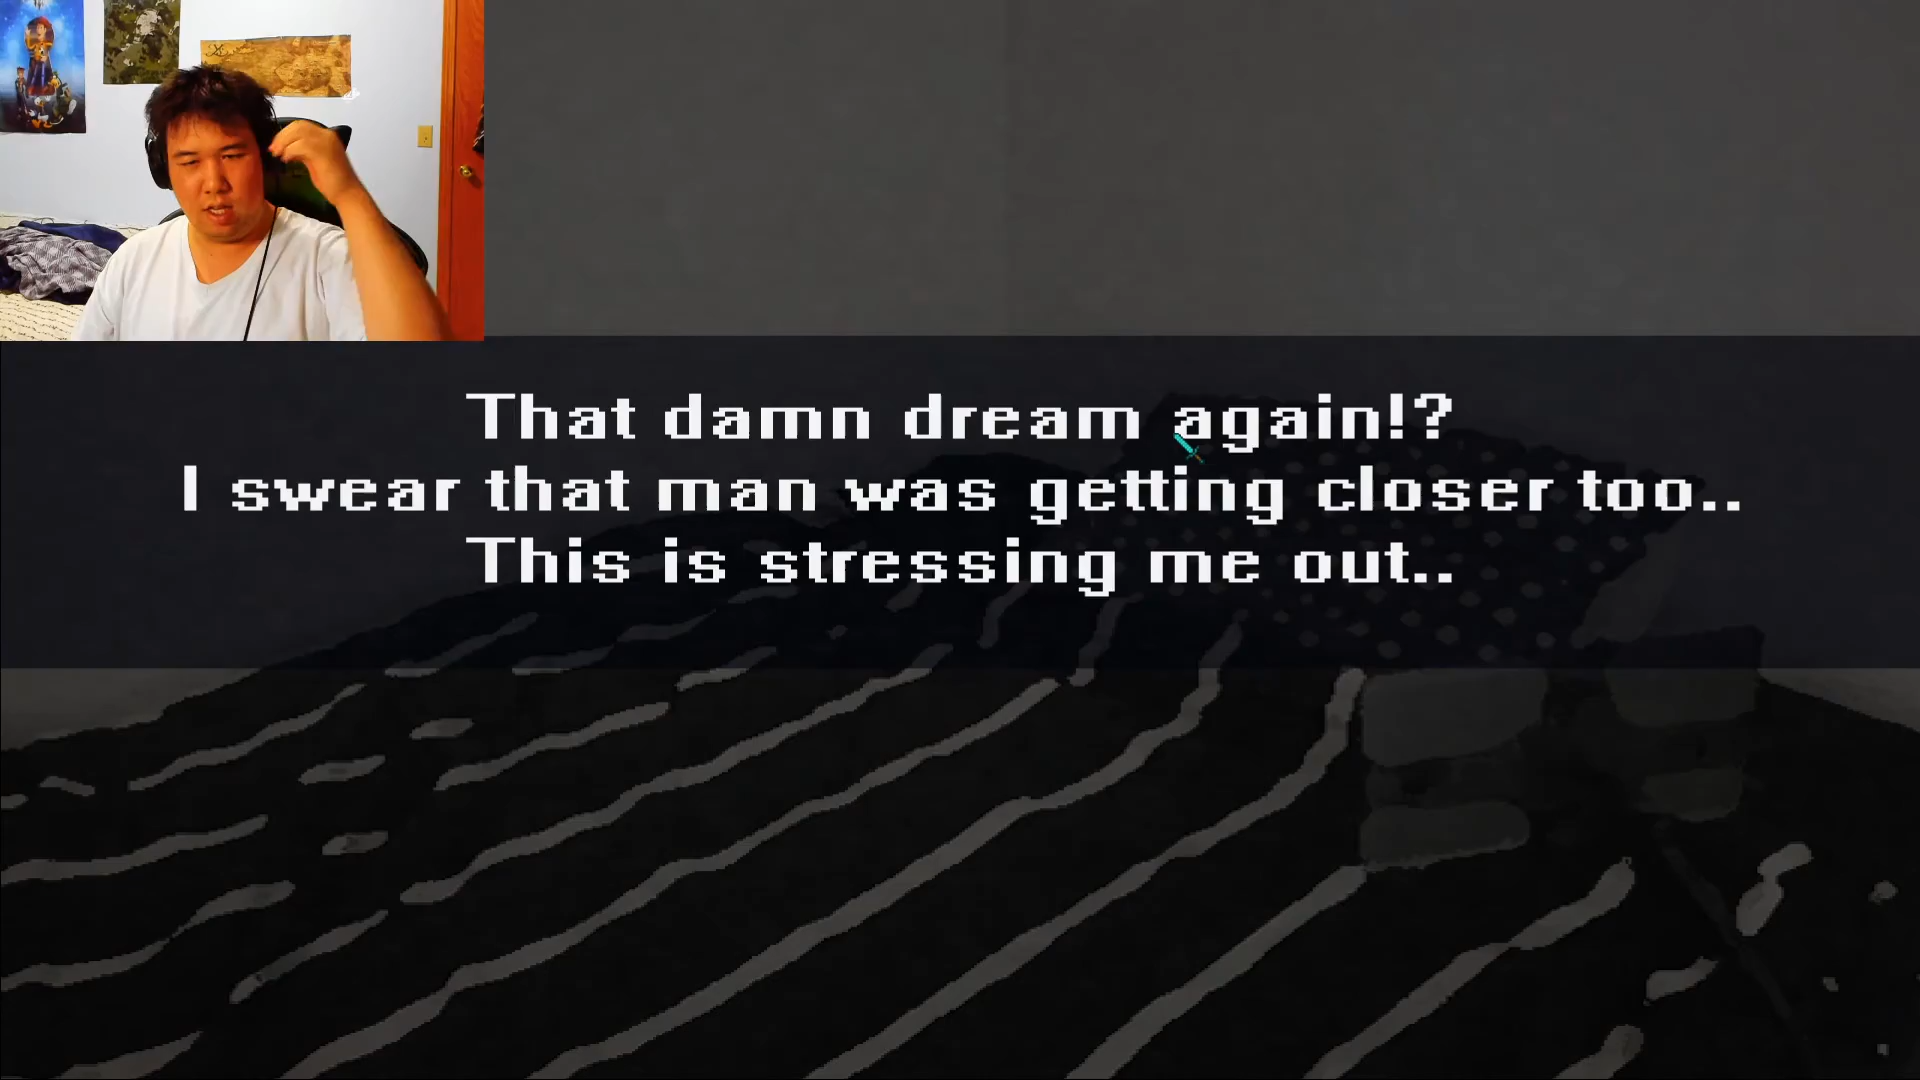 That damn dream again!?
I swear that man was getting closer too..
This is stressing me out..